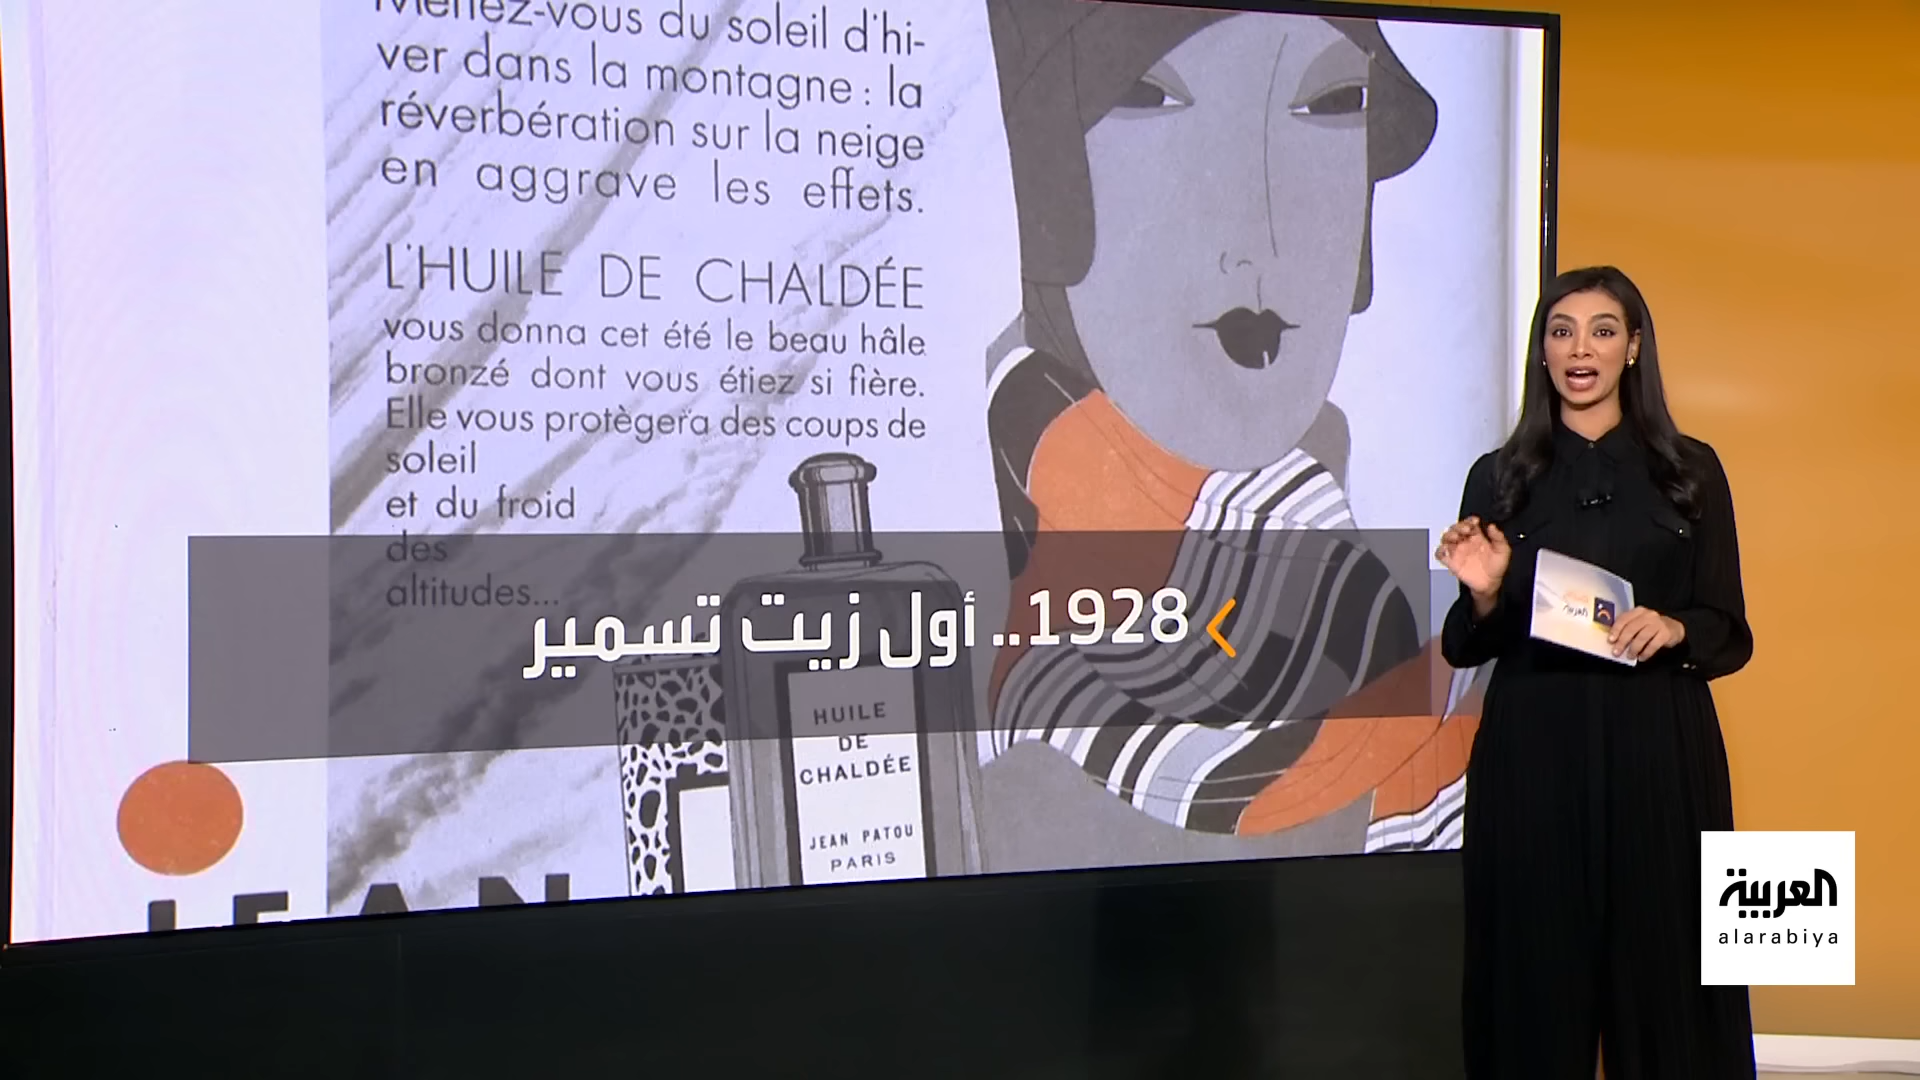 Méfiez-vous du soleil d'hi-
ver dans la montagne : la
réverbération sur la neige
en aggrave les effets.
L'HUILE DE CHALDÉE
vous donna cet été le beau hâle
bronzé dont vous étiez si fière.
Elle vous protègera des coups de
soleil
et du froid
des
altitudes...
1928.. أول زيت تسمير
HUILE
DE
CHALDÉE
JEAN PATOU
PARIS
JEAN
العربية
العربية
alarabiya